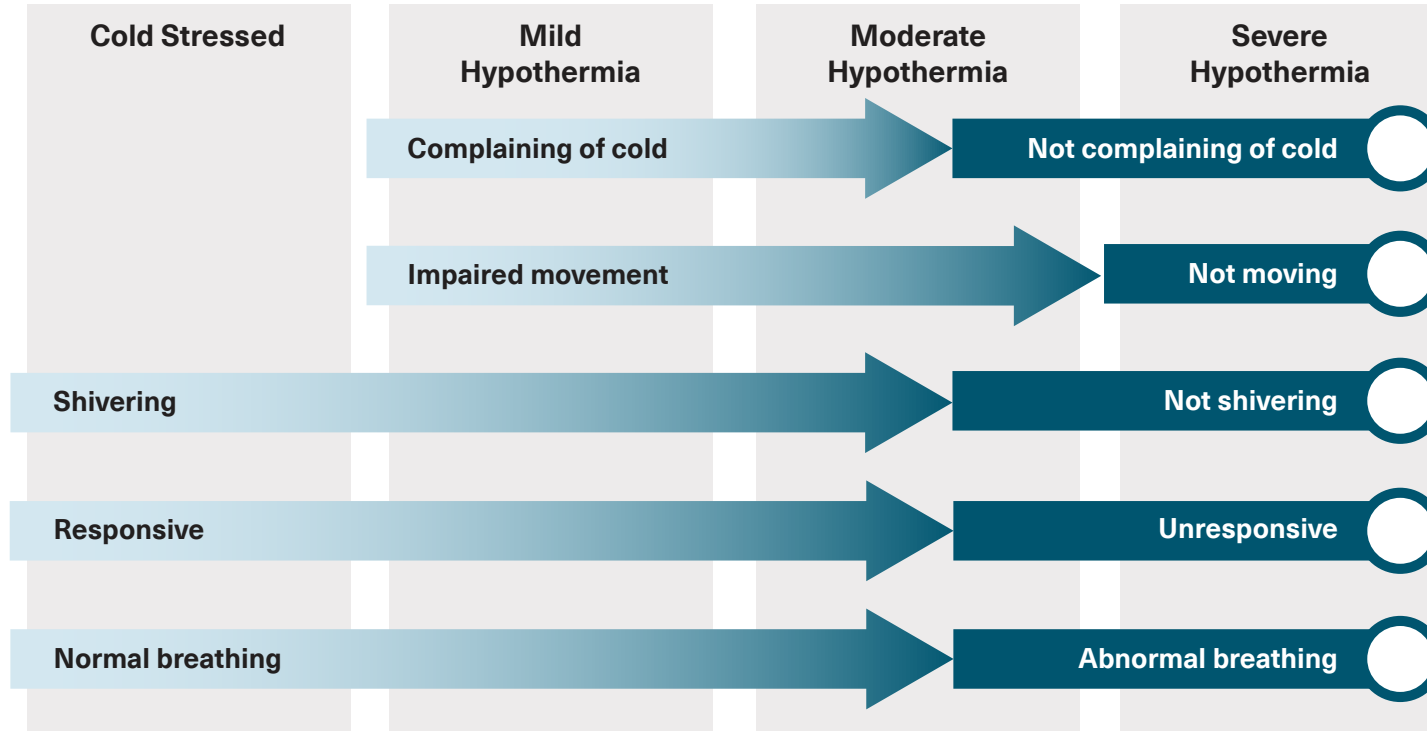 Cold Stressed
Mild
Hypothermia
Moderate
Hypothermia
Severe
Hypothermia
Complaining of cold
Not complaining of cold
Impaired movement
Not moving
Shivering
Not shivering
Responsive
Unresponsive
Normal breathing
Abnormal breathing